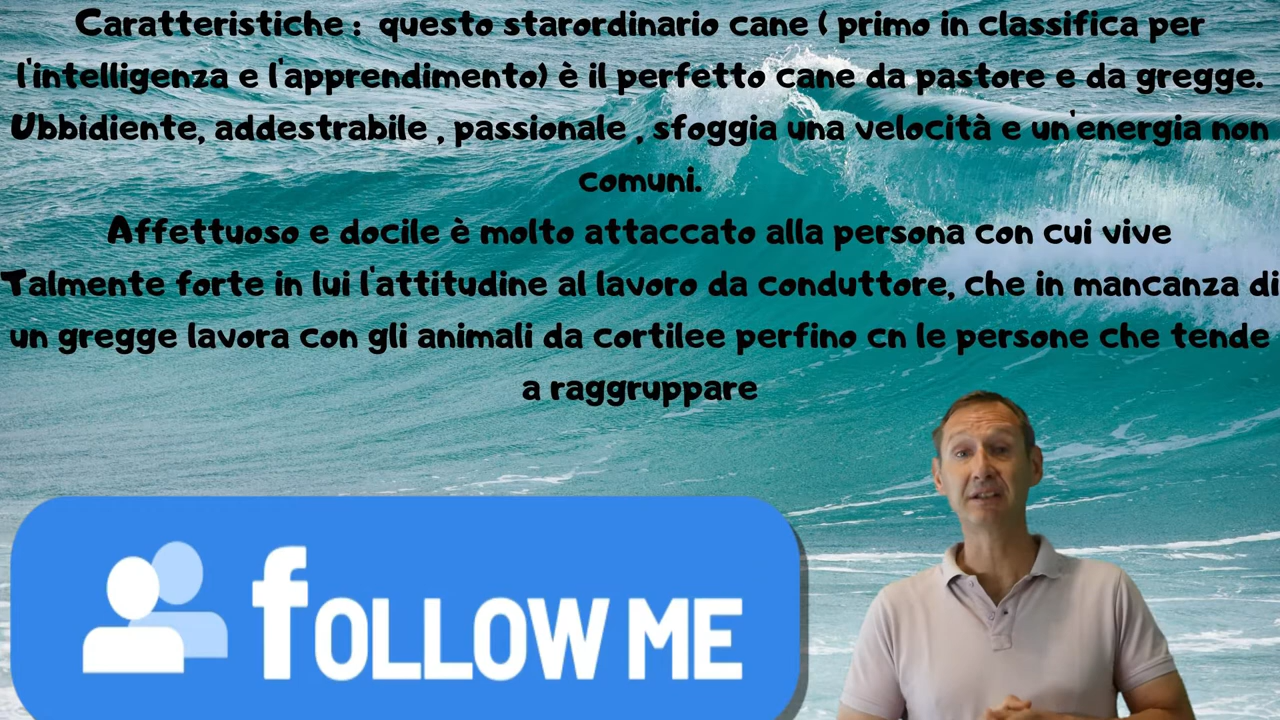 Caratteristiche : questo starordinario cane ( primo in classifica per
l'intelligenza e l'apprendimento) è il perfetto cane da pastore e da gregge.
Ubbidiente, addestrabile , passionale , sfoggia una velocità e un'energia non
comuni.
Affettuoso e docile è molto attaccato alla persona con cui vive
Talmente forte in lui l'attitudine al lavoro da conduttore, che in mancanza di
un gregge lavora con gli animali da cortilee perfino cn le persone che tende
a raggruppare
fOLLOW ME